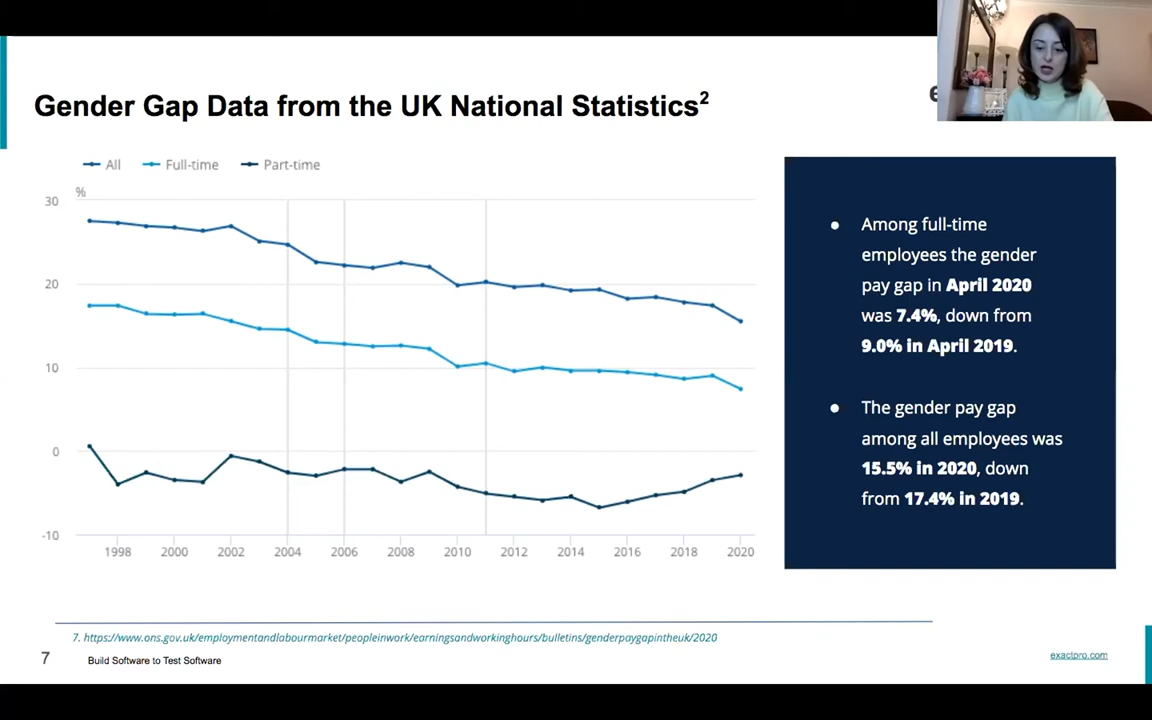 Gender Gap Data from the UK National Statistics2
All Full-time Part-time
%
30
20
10
0
-10
1998 2000 2002 2004 2006 2008 2010 2012 2014 2016 2018 2020
● Among full-time
employees the gender
pay gap in April 2020
was 7.4%, down from
9.0% in April 2019.
● The gender pay gap
among all employees was
15.5% in 2020, down
from 17.4% in 2019.
7. https://www.ons.gov.uk/employmentandlabourmarket/peopleinwork/earningsandworkinghours/bulletins/genderpaygapintheuk/2020
7 Build Software to Test Software
exactpro.com